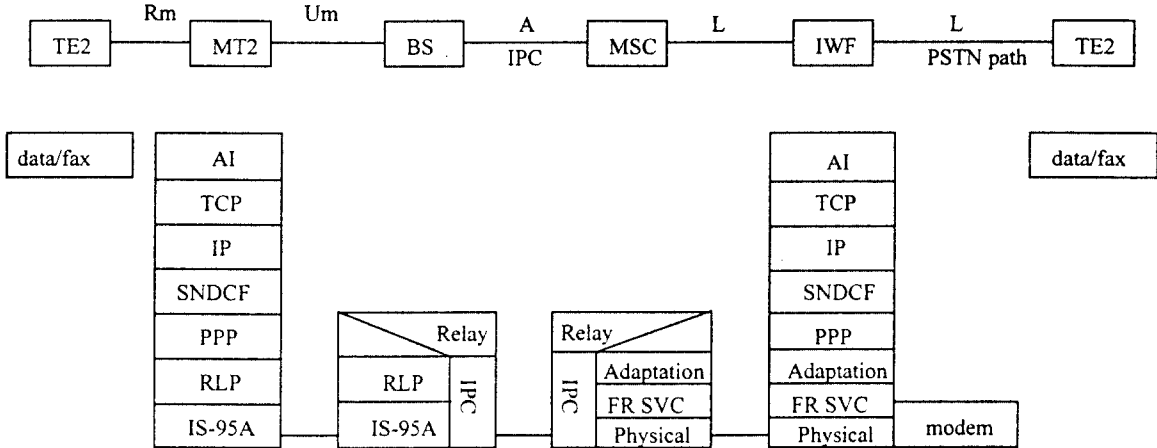 Rm Um A L L
TE2 MT2 BS MSC IWF TE2
IPC PSTN path
data/fax AI AI data/fax
TCP TCP
IP IP
SNDCF SNDCF
Relay Relay PPP
PPP
RLP RLP IPC IPC Adaptation Adaptation
FR SVC FR SVC
IS-95A IS-95A Physical Physical modem